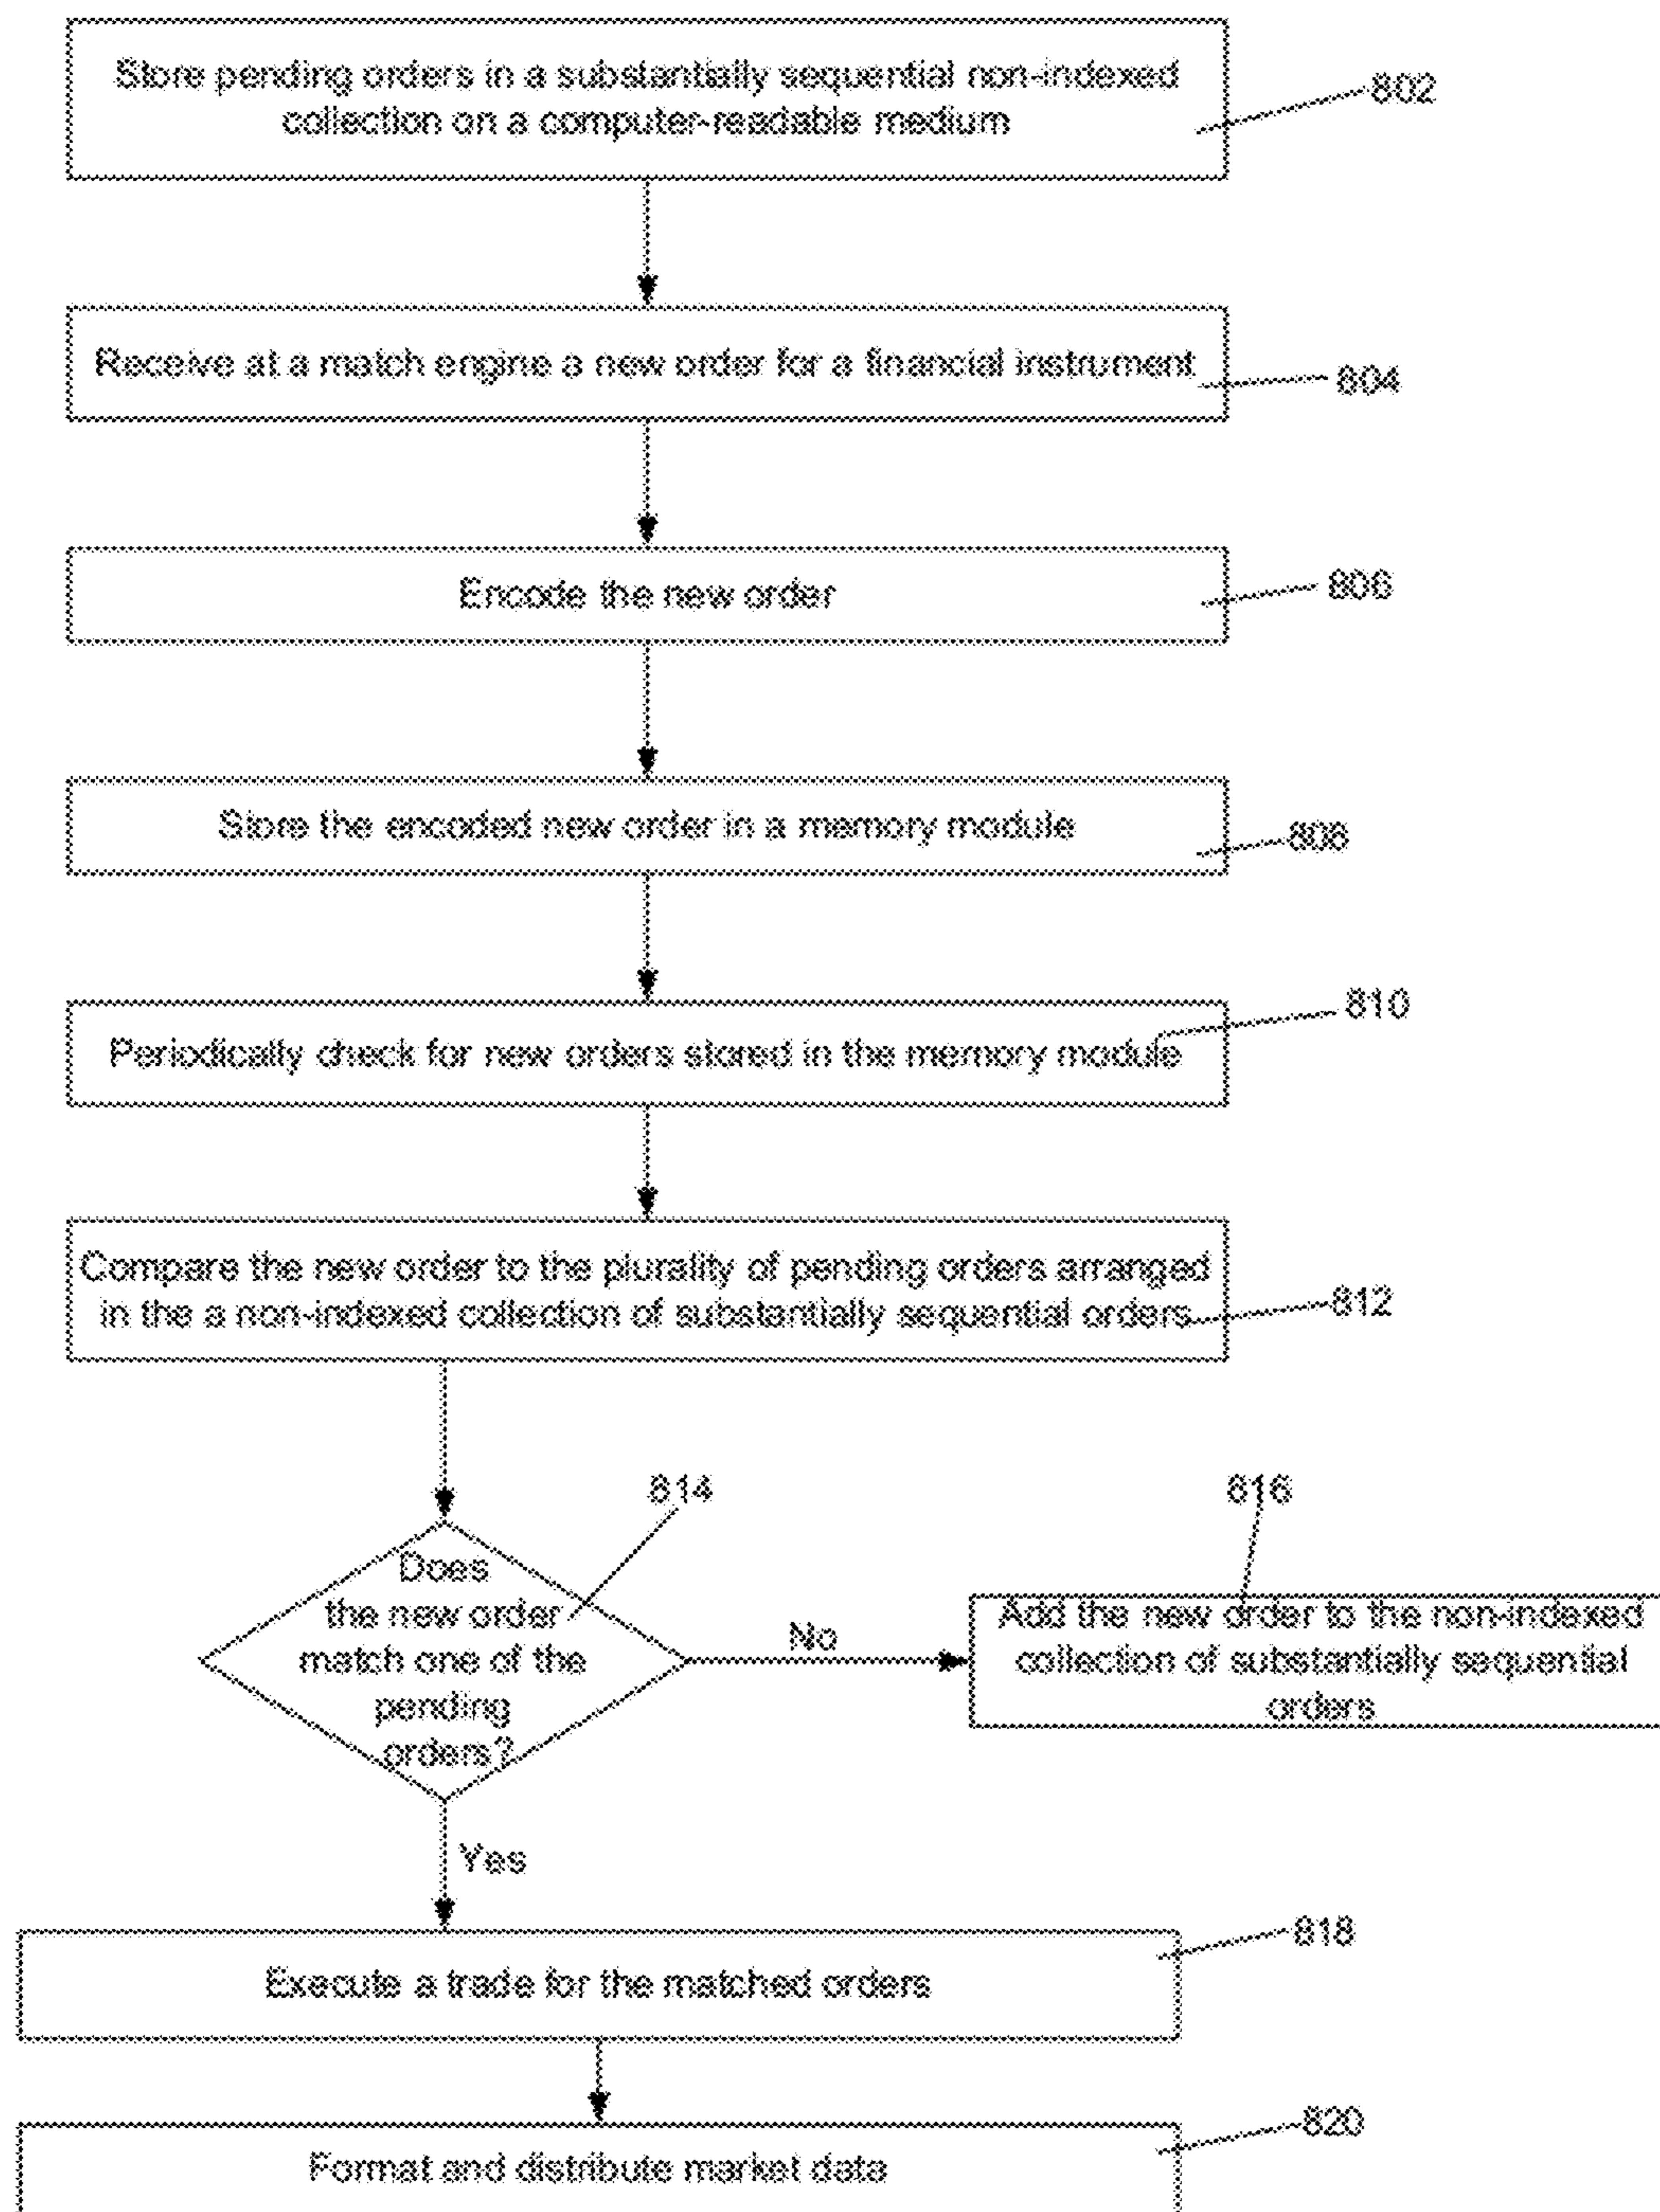 Store pending orders in a substantially sequential non-indexed
collection on a computer-readable medium
802
Receive at a match engine a new order for a financial instrument
804
Encode the new order
806
Store the encoded new order in a memory module
808
810
Periodically check for new orders stored in the memory module
Compare the new order to the plurality of pending orders arranged
in the a non-indexed collection of substantially sequential orders
812
814
816
Does
the new order
match one of the
pending
orders?
No
Add the new order to the non-indexed
collection of substantially sequential
orders
Yes
818
Execute a trade for the matched orders
820
Format and distribute market data